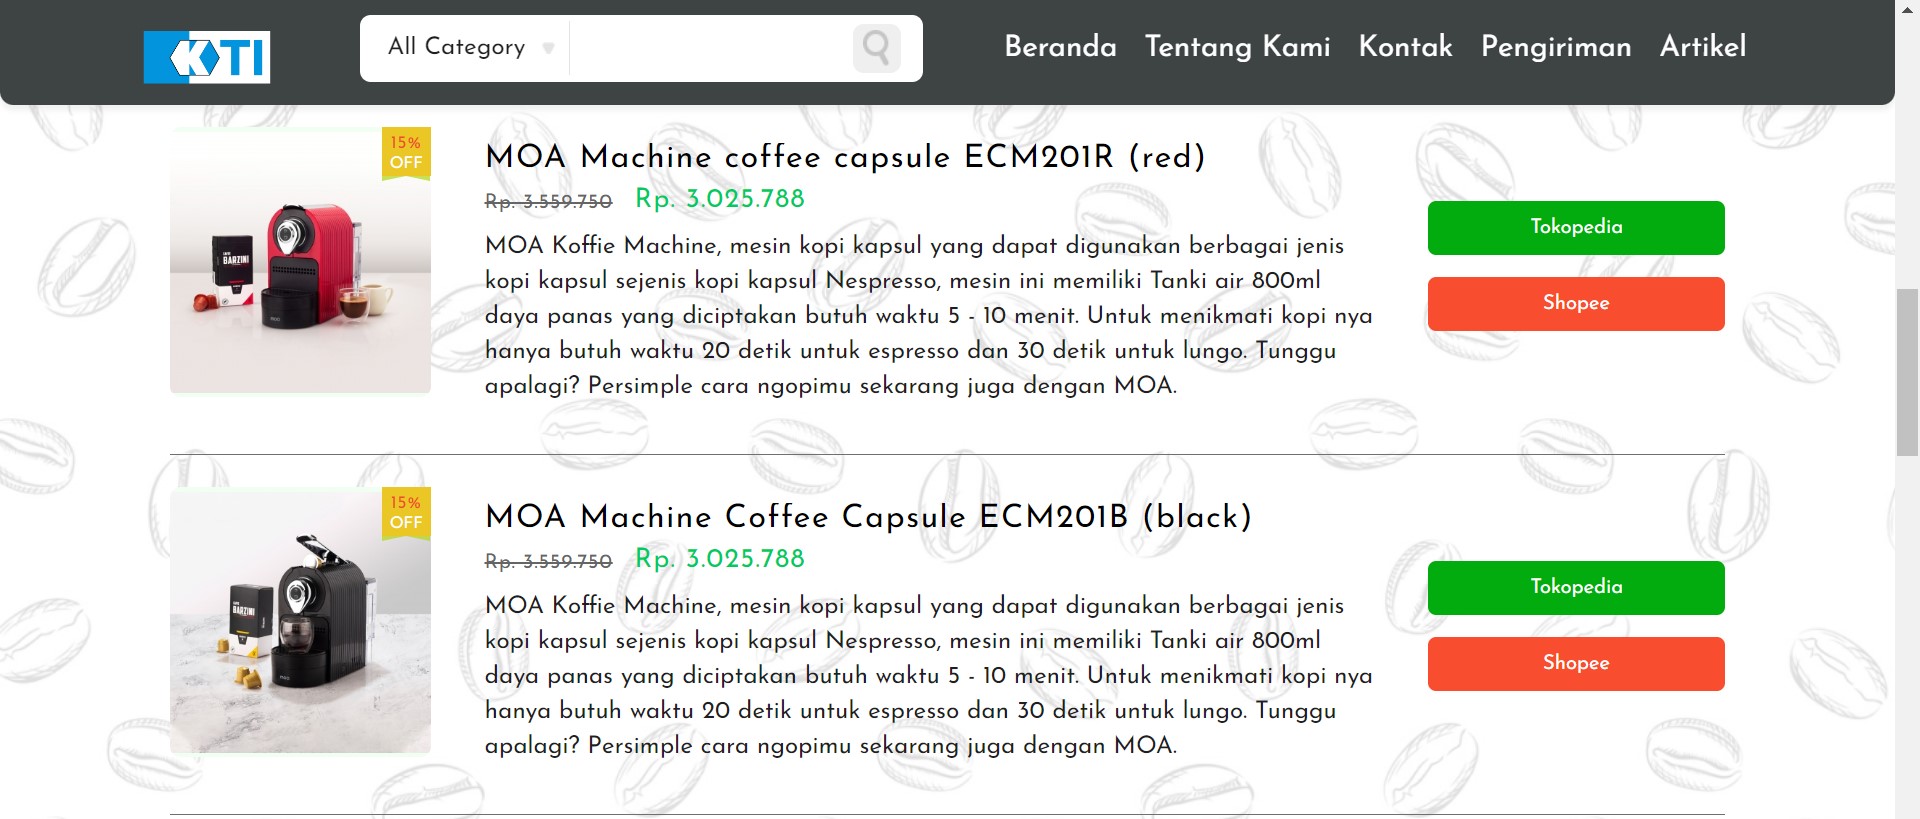 KTI
All Category
Beranda Tentang Kami Kontak Pengiriman Artikel
15%
OFF
BARZINI
MOA Machine coffee capsule ECM201R (red)
Rp. 3.559.750 Rp. 3.025.788
MOA Koffie Machine, mesin kopi kapsul yang dapat digunakan berbagai jenis
kopi kapsul sejenis kopi kapsul Nespresso, mesin ini memiliki Tanki air 800ml
daya panas yang diciptakan butuh waktu 5 - 10 menit. Untuk menikmati kopi nya
hanya butuh waktu 20 detik untuk espresso dan 30 detik untuk lungo. Tunggu
apalagi? Persimple cara ngopimu sekarang juga dengan MOA.
Tokopedia
Shopee
15%
OFF
BARZINI
MOA Machine Coffee Capsule ECM201B (black)
Rp. 3.559.750 Rp. 3.025.788
MOA Koffie Machine, mesin kopi kapsul yang dapat digunakan berbagai jenis
kopi kapsul sejenis kopi kapsul Nespresso, mesin ini memiliki Tanki air 800ml
daya panas yang diciptakan butuh waktu 5 - 10 menit. Untuk menikmati kopi nya
hanya butuh waktu 20 detik untuk espresso dan 30 detik untuk lungo. Tunggu
apalagi? Persimple cara ngopimu sekarang juga dengan MOA.
Tokopedia
Shopee